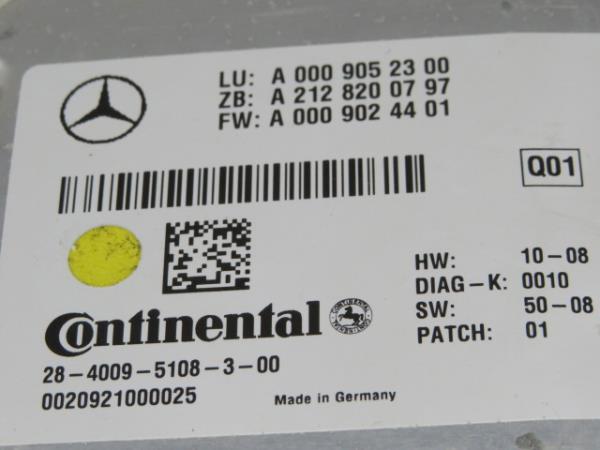 LU: A 000 905 23 00
ZB: A 212 820 07 97
FW: A 000 902 44 01
Q01
HW: 10-08
DIAG-K: 0010
SW: 50-08
PATCH: 01
Continental
28-4009-5108-3-00
0020921000025
Made in Germany